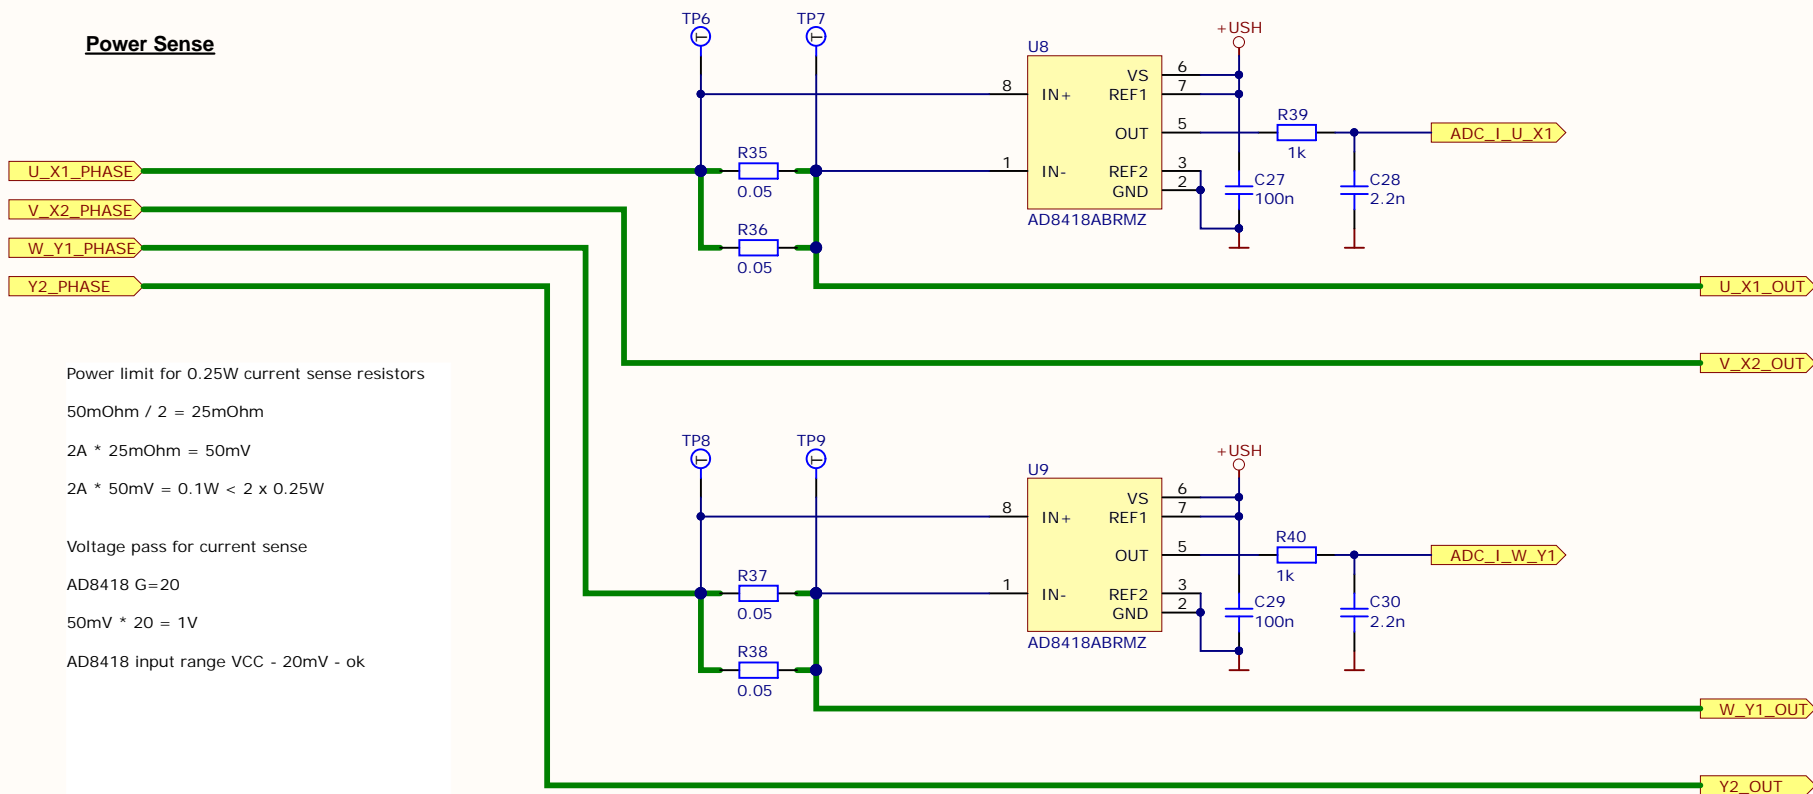 Power Sense
TP6
TP7
+USH
U8
VS
6
8
IN+
REF1
7
OUT
5
R39
1k
ADC_I_U_X1
U_X1_PHASE
R35
0.05
1
IN-
REF2
3
GND
2
C27
100n
C28
2.2n
AD8418ABRMZ
V_X2_PHASE
R36
0.05
W_Y1_PHASE
Y2_PHASE
U_X1_OUT
V_X2_OUT
Power limit for 0.25W current sense resistors
50mOhm / 2 = 25mOhm
2A * 25mOhm = 50mV
2A * 50mV = 0.1W < 2 x 0.25W
Voltage pass for current sense
AD8418 G=20
50mV * 20 = 1V
AD8418 input range VCC - 20mV - ok
TP8
TP9
+USH
U9
VS
6
8
IN+
REF1
7
OUT
5
R40
1k
ADC_I_W_Y1
R37
0.05
1
IN-
REF2
3
GND
2
C29
100n
C30
2.2n
AD8418ABRMZ
R38
0.05
W_Y1_OUT
Y2_OUT